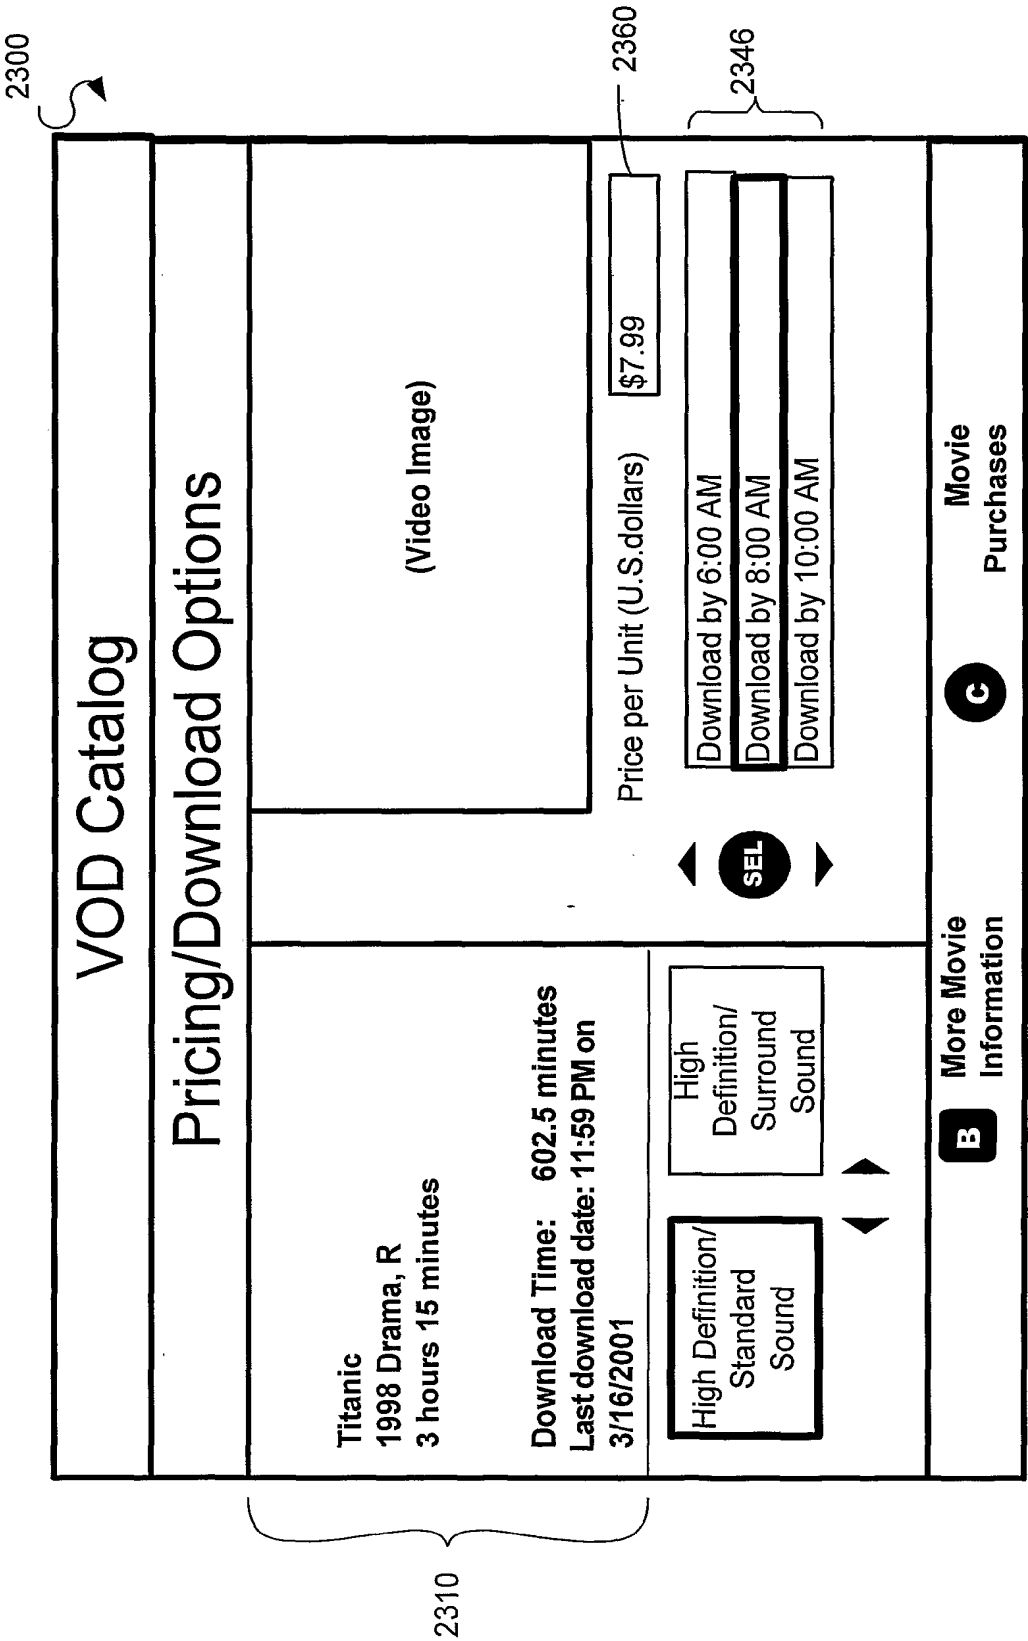 2300
VOD Catalog
Pricing/Download Options
Titanic
1998 Drama, R
3 hours 15 minutes
Download Time: 602.5 minutes
Last download date: 11:59 PM on
3/16/2001
2310
(Video Image)
Price per Unit (U.S.dollars)
$7.99
2360
High Definition/
Standard
Sound
High
Definition/
Surround
Sound
SEL
Download by 6:00 AM
Download by 8:00 AM
Download by 10:00 AM
2346
B
More Movie
Information
C
Movie
Purchases